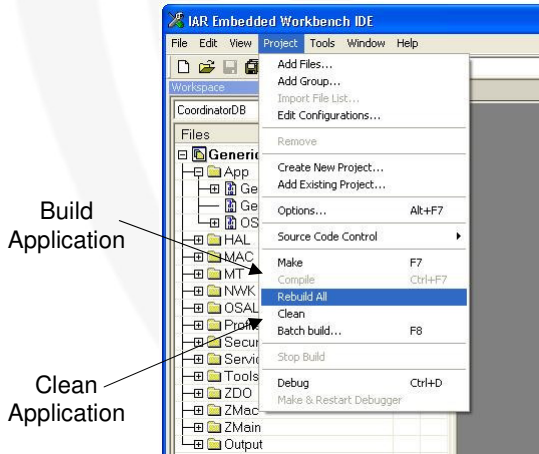 IAR Embedded Workbench IDE
File Edit View Project Tools Window Help
Workspace
CoordinatorDB
Files
Generic
App
Ge
Ge
OS
HAL
MAC
MT
NWK
OSAL
Profile
Secur
Servic
Tools
ZDO
ZMac
ZMain
Output
Add Files...
Add Group...
Import File List...
Edit Configurations...
Remove
Create New Project...
Add Existing Project...
Options... Alt+F7
Source Code Control
Make F7
Compile Ctrl+F7
Rebuild All
Clean
Batch build... F8
Stop Build
Debug Ctrl+D
Make & Restart Debugger
Build
Application
Clean
Application